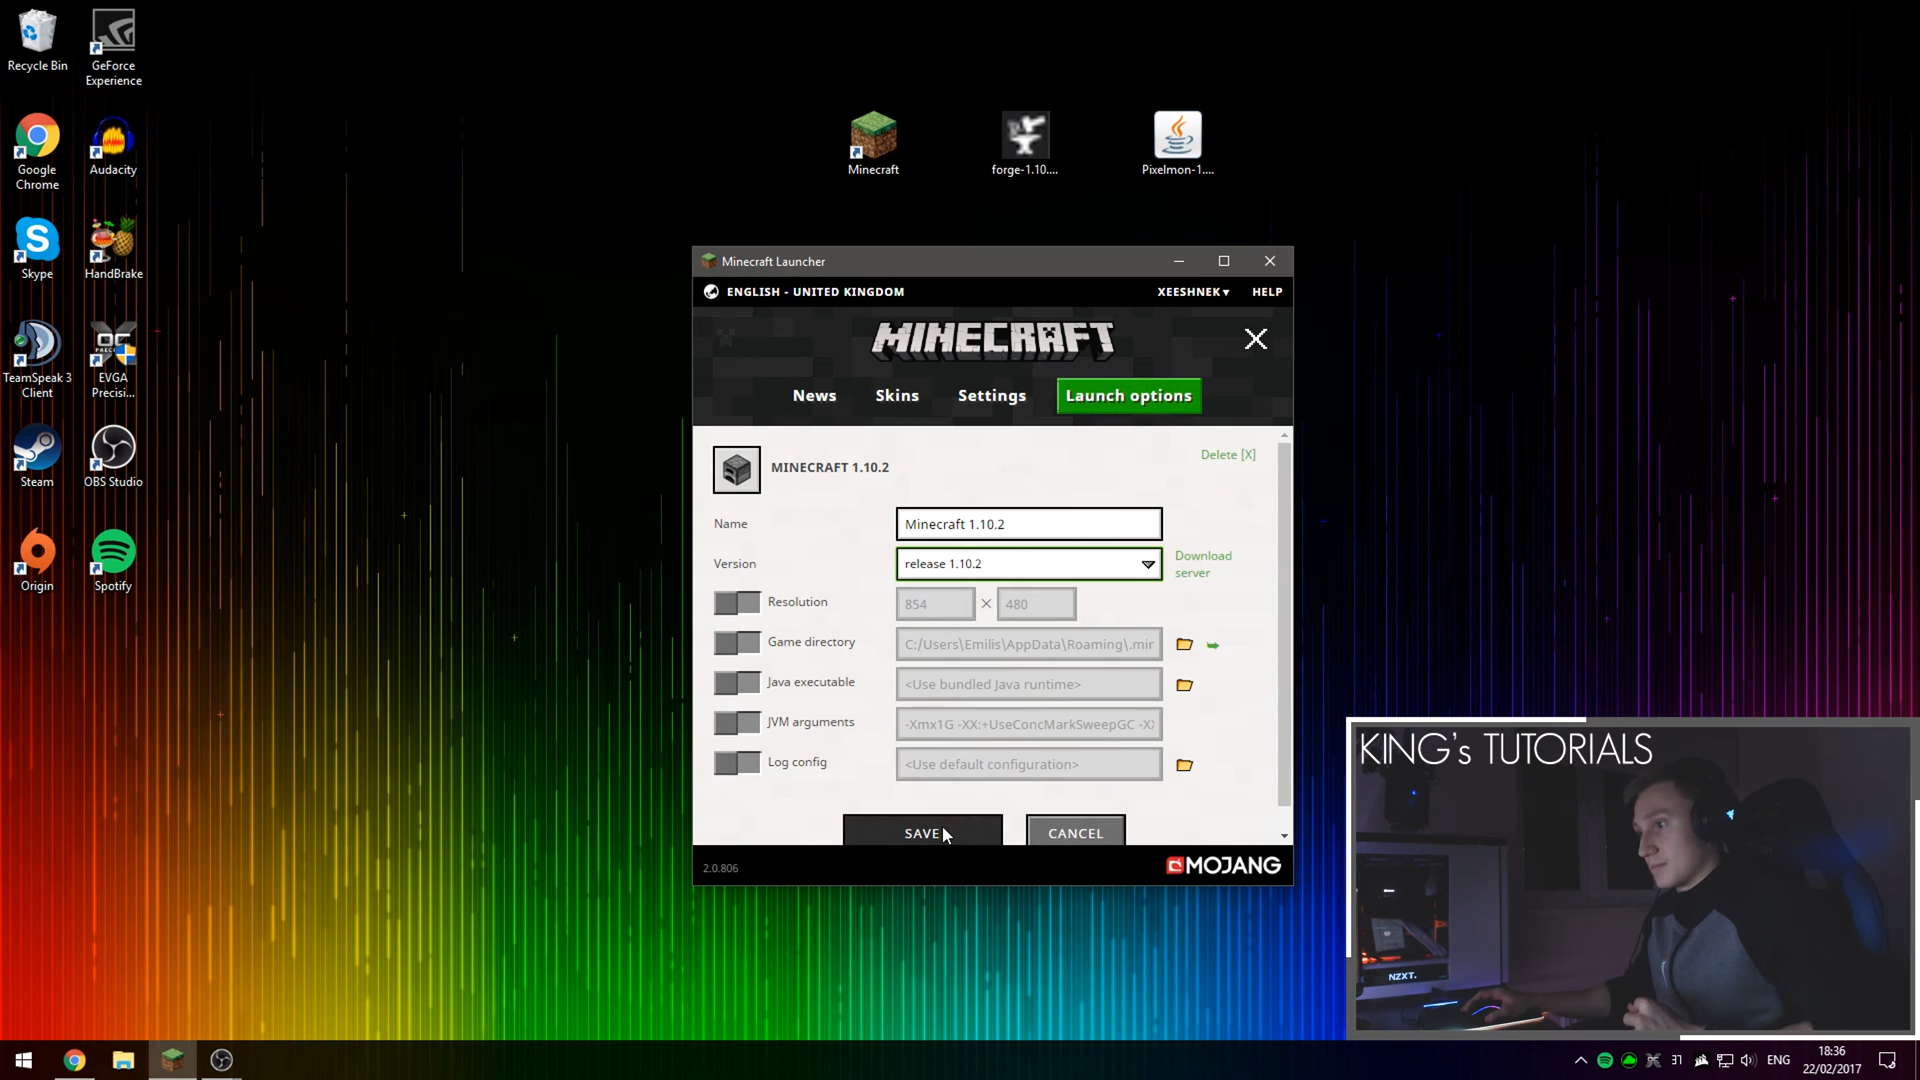 Recycle Bin
GeForce
Experience
Google
Chrome
Audacity
Skype
HandBrake
TeamSpeak 3
Client
EVGA
Precisi...
Steam
OBS Studio
Origin
Spotify
Minecraft
forge-1.10....
Pixelmon-1....
Minecraft Launcher
ENGLISH - UNITED KINGDOM
XEESHNEK▾
HELP
MINECRAFT
News
Skins
Settings
Launch options
MINECRAFT 1.10.2
Delete [X]
Name
Minecraft 1.10.2
Version
release 1.10.2
Download
server
Resolution
854
480
Game directory
C:/Users\Emilis\AppData\Roaming\.mir
Java executable
<Use bundled Java runtime>
JVM arguments
-Xmx1G -XX:+UseConcMarkSweepGC -X
Log config
<Use default configuration>
SAVE
CANCEL
2.0.806
MOJANG
KING's TUTORIALS
NZXT.
ENG
18:36
22/02/2017